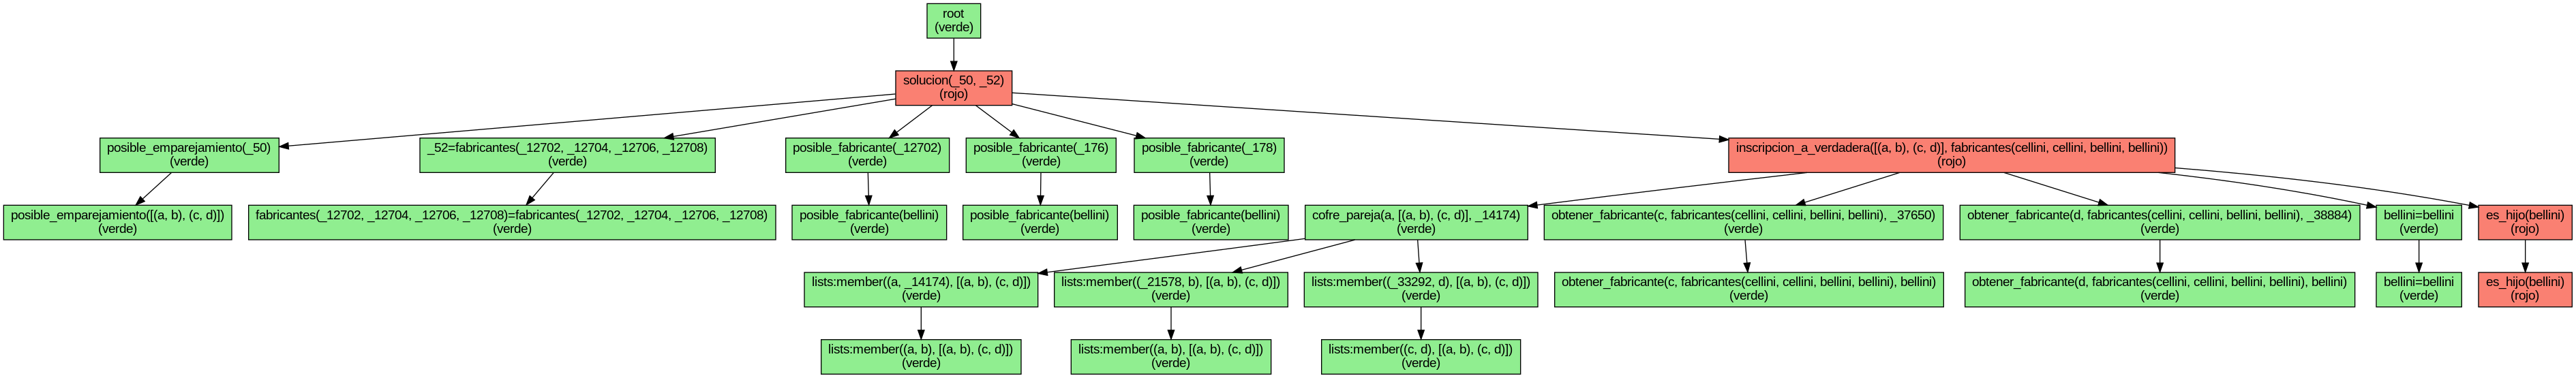 root
(verde)
solucion(_50, _52)
(rojo)
posible_emparejamiento(_50)
(verde)
_52=fabricantes(_12702, _12704, _12706, _12708)
(verde)
posible_fabricante(_12702)
(verde)
posible_fabricante(_176)
(verde)
posible_fabricante(_178)
(verde)
inscripcion_a_verdadera([(a, b), (c, d)], fabricantes(cellini, cellini, bellini, bellini))
(rojo)
posible_emparejamiento([(a, b), (c, d)])
(verde)
fabricantes(_12702, _12704, _12706, _12708)=fabricantes(_12702, _12704, _12706, _12708)
(verde)
posible_fabricante(bellini)
(verde)
posible_fabricante(bellini)
(verde)
posible_fabricante(bellini)
(verde)
cofre_pareja(a, [(a, b), (c, d)], _14174)
(verde)
obtener_fabricante(c, fabricantes(cellini, cellini, bellini, bellini), _37650)
(verde)
obtener_fabricante(d, fabricantes(cellini, cellini, bellini, bellini), _38884)
(verde)
bellini=bellini
(verde)
es_hijo(bellini)
(rojo)
lists:member((a, _14174), [(a, b), (c, d)])
(verde)
lists:member((_21578, b), [(a, b), (c, d)])
(verde)
lists:member((_33292, d), [(a, b), (c, d)])
(verde)
obtener_fabricante(c, fabricantes(cellini, cellini, bellini, bellini), bellini)
(verde)
obtener_fabricante(d, fabricantes(cellini, cellini, bellini, bellini), bellini)
(verde)
bellini=bellini
(verde)
es_hijo(bellini)
(rojo)
lists:member((a, b), [(a, b), (c, d)])
(verde)
lists:member((a, b), [(a, b), (c, d)])
(verde)
lists:member((c, d), [(a, b), (c, d)])
(verde)